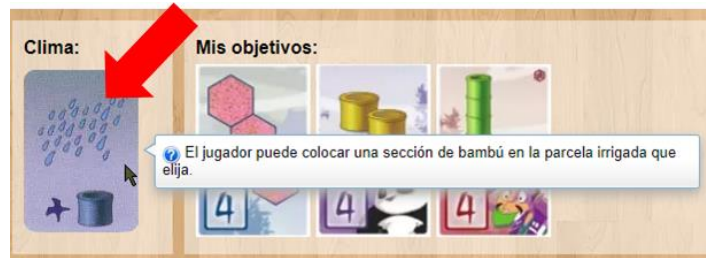 Clima:
Mis objetivos:
El jugador puede colocar una sección de bambú en la parcela irrigada que
elija.
4
4
4